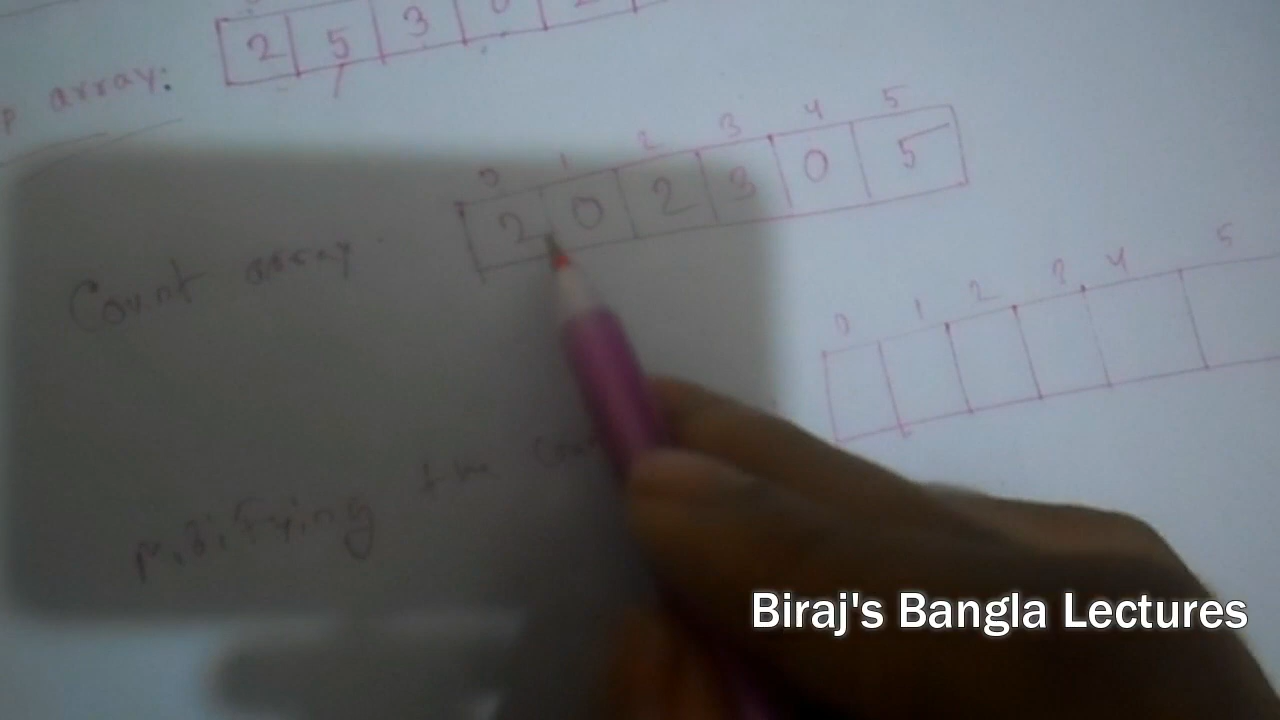 array: 2 5 3 0
0 1 2 3 4 5
Count array 2 0 2 3 0 5
0 1 2 3 4 5
the
Biraj's Bangla Lectures